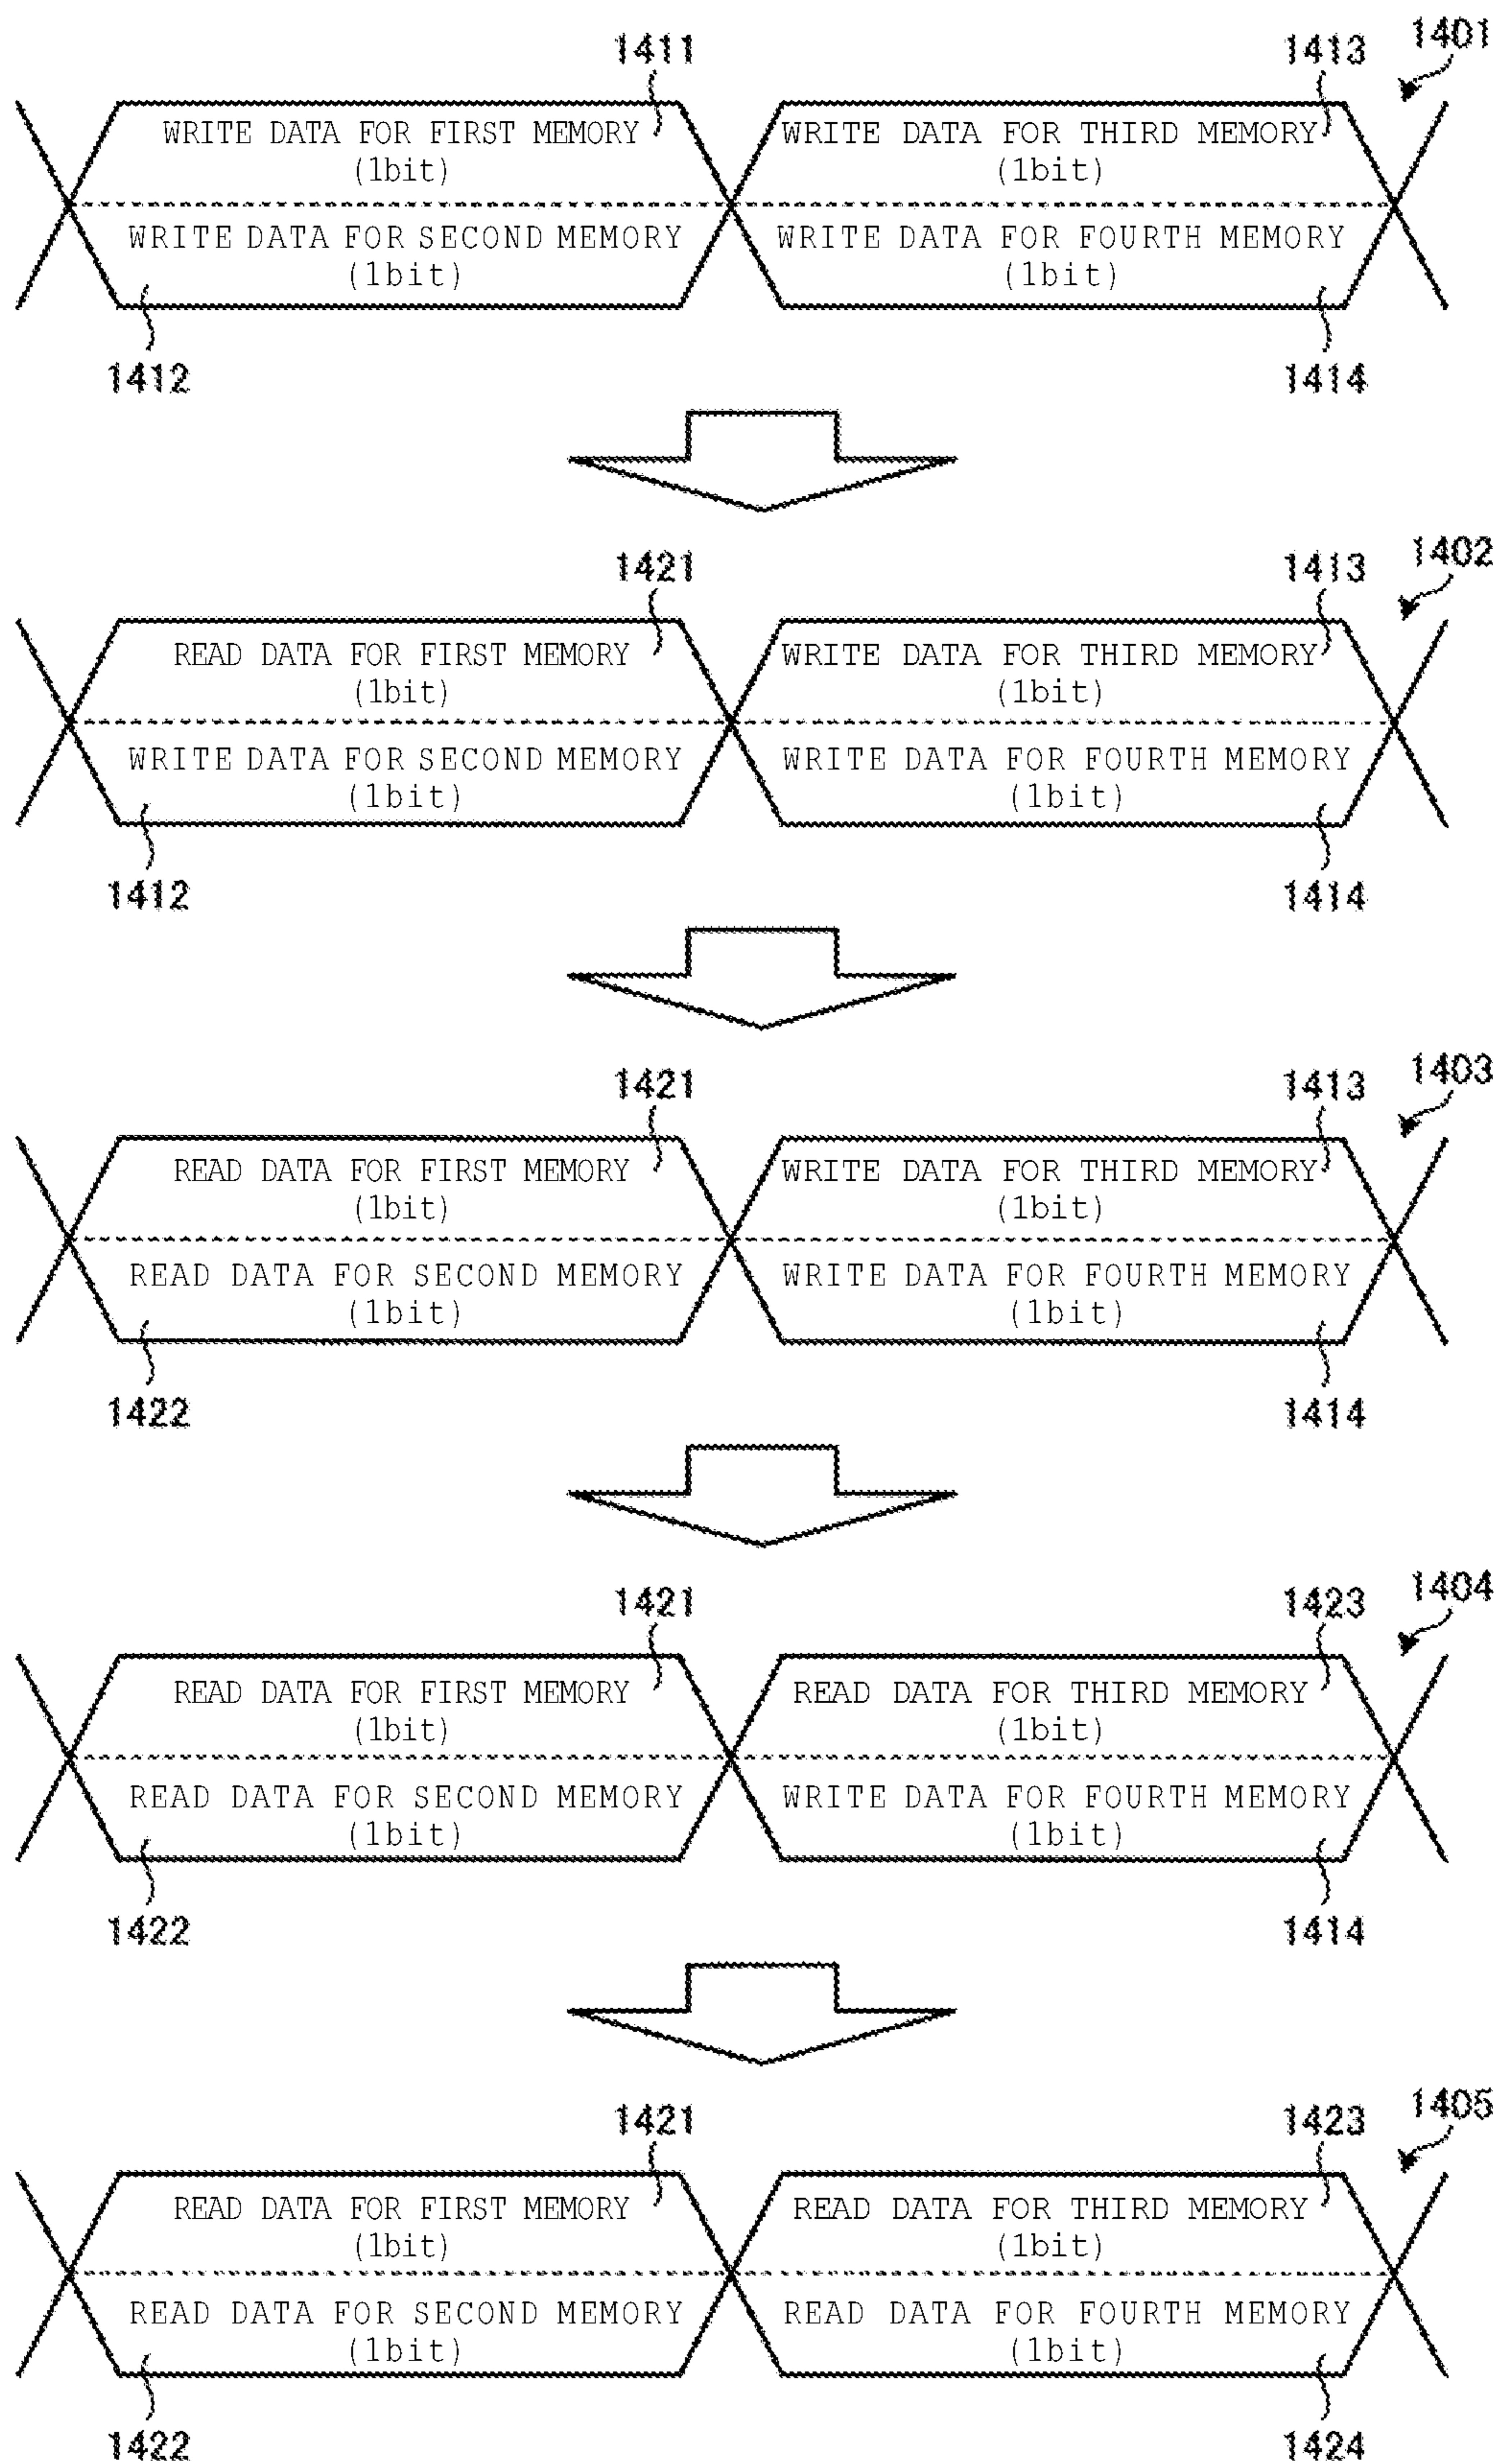 1411 1413 1401
WRITE DATA FOR FIRST MEMORY WRITE DATA FOR THIRD MEMORY
(1bit) (1bit)
WRITE DATA FOR SECOND MEMORY WRITE DATA FOR FOURTH MEMORY
(1bit) (1bit)
1412 1414
1421 1413 1402
READ DATA FOR FIRST MEMORY WRITE DATA FOR THIRD MEMORY
(1bit) (1bit)
WRITE DATA FOR SECOND MEMORY WRITE DATA FOR FOURTH MEMORY
(1bit) (1bit)
1412 1414
1421 1413 1403
READ DATA FOR FIRST MEMORY WRITE DATA FOR THIRD MEMORY
(1bit) (1bit)
READ DATA FOR SECOND MEMORY WRITE DATA FOR FOURTH MEMORY
(1bit) (1bit)
1422 1414
1421 1423 1404
READ DATA FOR FIRST MEMORY READ DATA FOR THIRD MEMORY
(1bit) (1bit)
READ DATA FOR SECOND MEMORY WRITE DATA FOR FOURTH MEMORY
(1bit) (1bit)
1422 1414
1421 1423 1405
READ DATA FOR FIRST MEMORY READ DATA FOR THIRD MEMORY
(1bit) (1bit)
READ DATA FOR SECOND MEMORY READ DATA FOR FOURTH MEMORY
(1bit) (1bit)
1422 1424